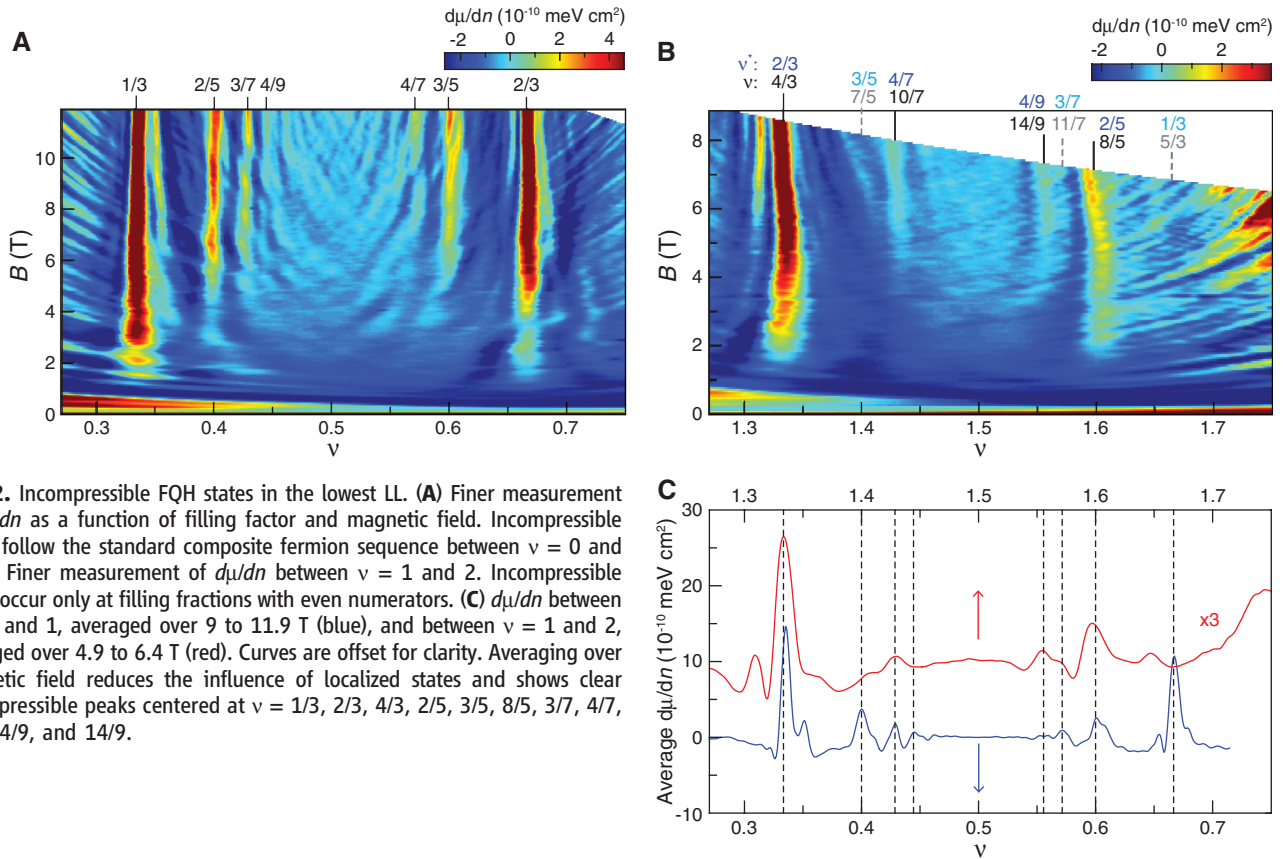 A
dμ/dn (10⁻¹⁰ meV cm²)
-2 0 2 4
1/3 2/5 3/7 4/9 4/7 3/5 2/3
10
8
6
4
2
0
B (T)
0.3 0.4 0.5 0.6 0.7
ν
B
dμ/dn (10⁻¹⁰ meV cm²)
-2 0 2
ν*: 2/3 3/5 4/7 4/9 3/7 2/5 1/3
ν: 4/3 7/5 10/7 14/9 11/7 8/5 5/3
8
6
4
2
0
B (T)
1.3 1.4 1.5 1.6 1.7
ν
2. Incompressible FQH states in the lowest LL. (A) Finer measurement
dn as a function of filling factor and magnetic field. Incompressible
follow the standard composite fermion sequence between ν = 0 and
Finer measurement of dμ/dn between ν = 1 and 2. Incompressible
occur only at filling fractions with even numerators. (C) dμ/dn between
and 1, averaged over 9 to 11.9 T (blue), and between ν = 1 and 2,
ged over 4.9 to 6.4 T (red). Curves are offset for clarity. Averaging over
etic field reduces the influence of localized states and shows clear
pressible peaks centered at ν = 1/3, 2/3, 4/3, 2/5, 3/5, 8/5, 3/7, 4/7,
4/9, and 14/9.
C
1.3 1.4 1.5 1.6 1.7
30
20
10
0
-10
Average dμ/dn (10⁻¹⁰ meV cm²)
x3
0.3 0.4 0.5 0.6 0.7
ν